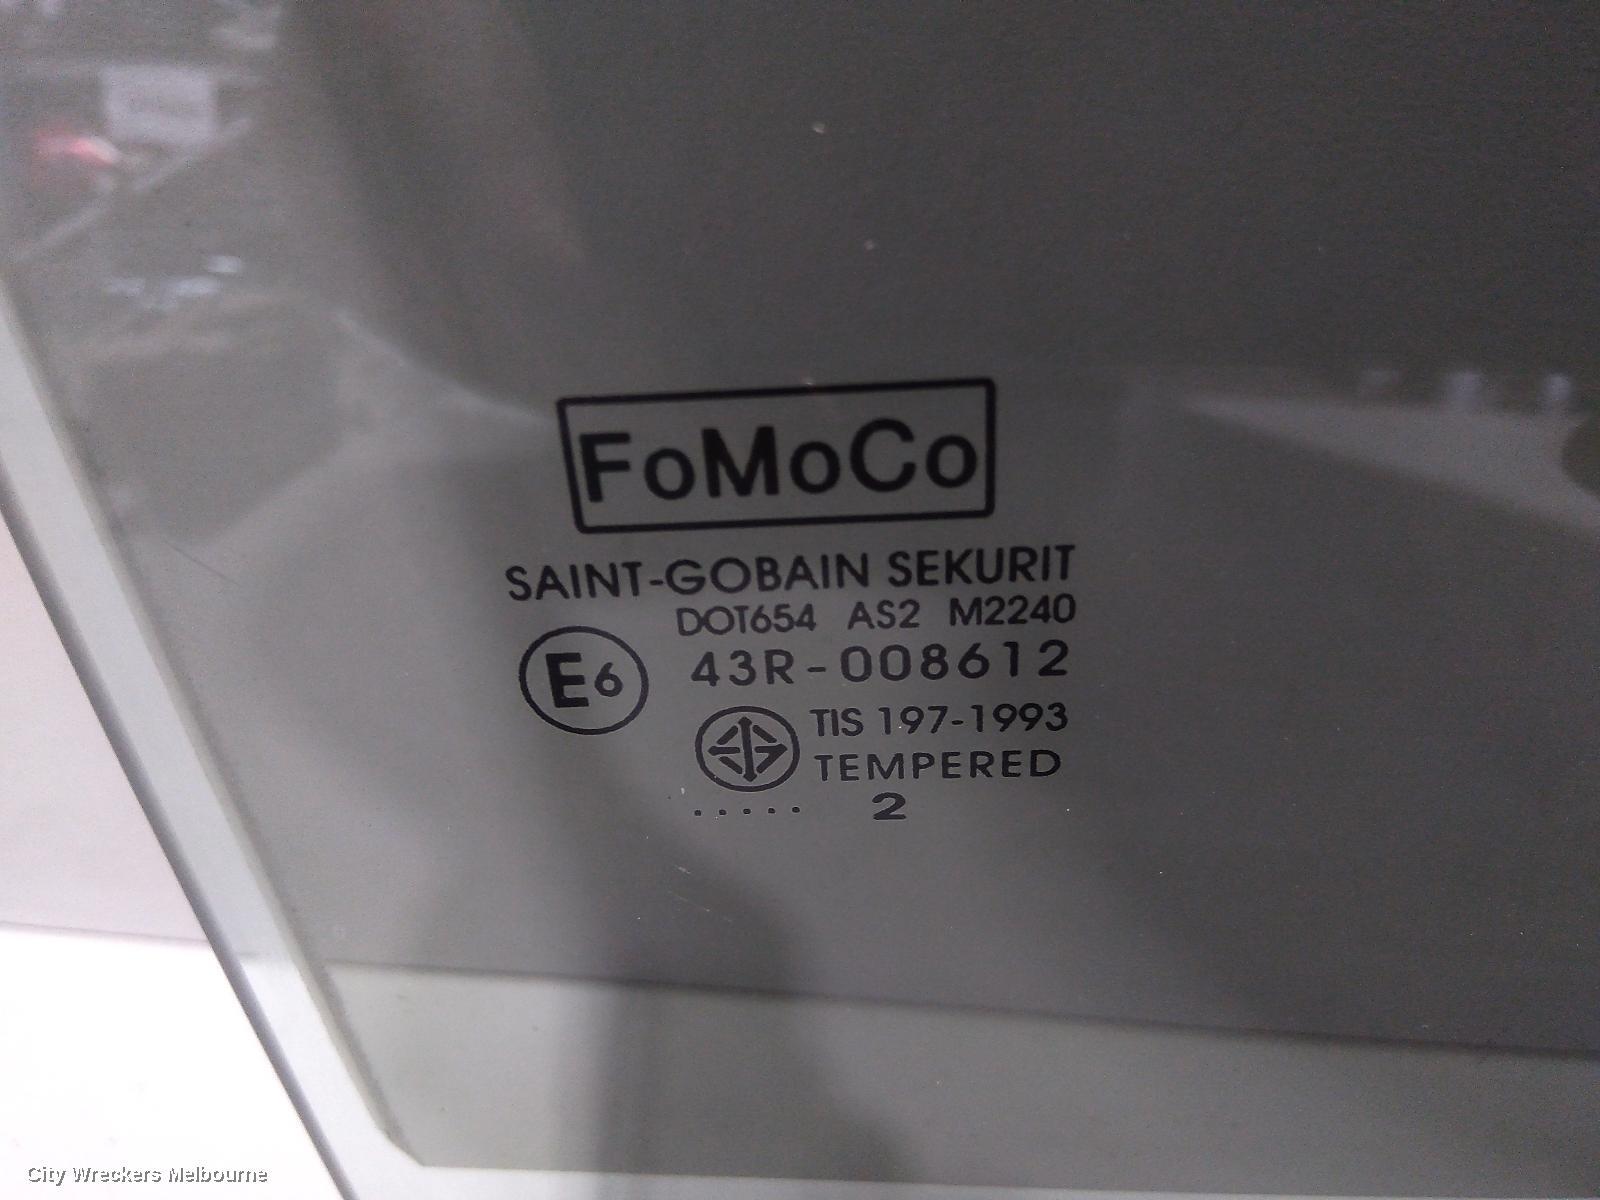 FoMoCo
SAINT-GOBAIN SEKURIT
DOT654 AS2 M2240
E6 43R-008612
TIS 197-1993
TEMPERED
..... 2
City Wreckers Melbourne